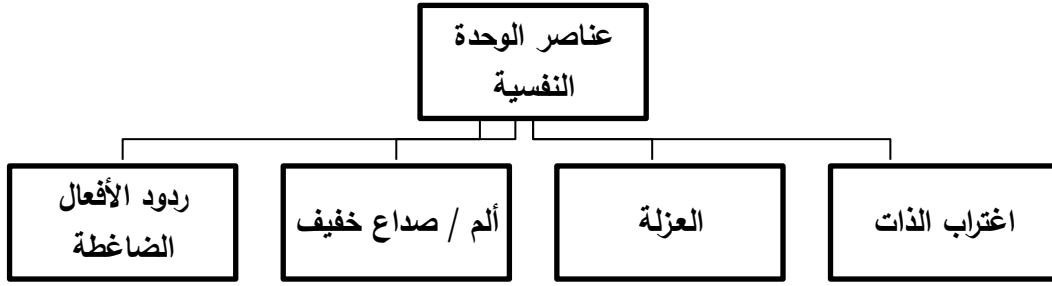 عناصر الوحدة
النفسية
اغتراب الذات
العزلة
ألم / صداع خفيف
ردود الأفعال
الضاغطة